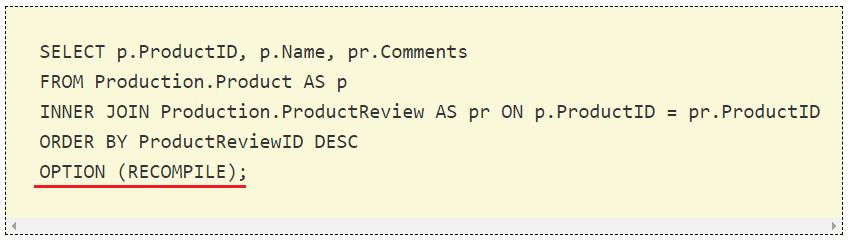 SELECT p.ProductID, p.Name, pr.Comments
FROM Production.Product AS p
INNER JOIN Production.ProductReview AS pr ON p.ProductID = pr.ProductID
ORDER BY ProductReviewID DESC
OPTION (RECOMPILE);